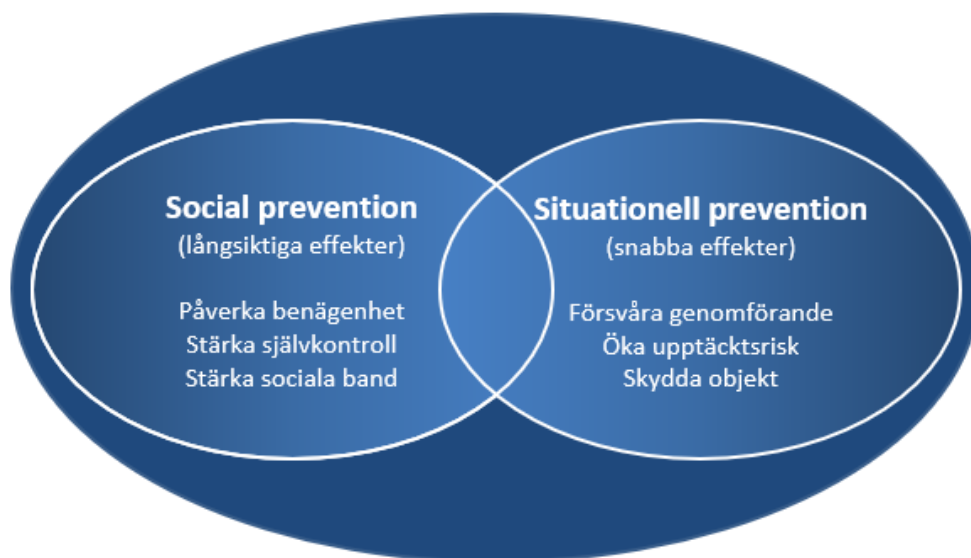 Social prevention
(långsiktiga effekter)
Påverka benägenhet
Stärka självkontroll
Stärka sociala band
Situationell prevention
(snabba effekter)
Försvåra genomförande
Öka upptäcktsrisk
Skydda objekt